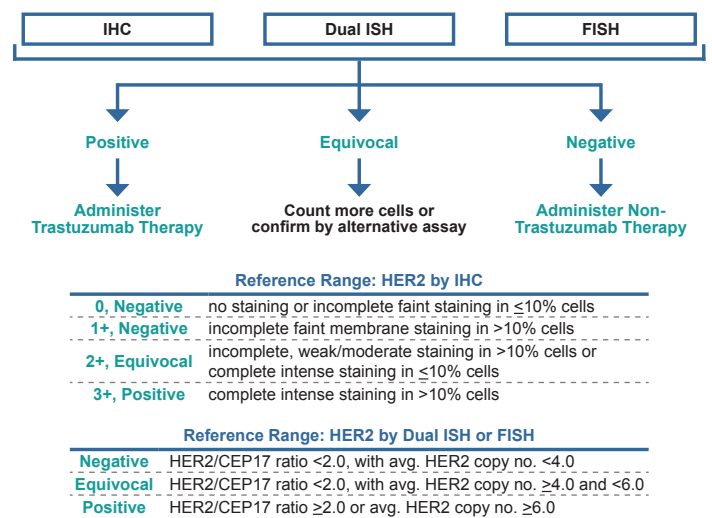 IHC
Dual ISH
FISH
Positive
Equivocal
Negative
Administer
Trastuzumab Therapy
Count more cells or
confirm by alternative assay
Administer Non-
Trastuzumab Therapy
Reference Range: HER2 by IHC
0, Negative no staining or incomplete faint staining in ≤10% cells
1+, Negative incomplete faint membrane staining in >10% cells
2+, Equivocal incomplete, weak/moderate staining in >10% cells or
complete intense staining in ≤10% cells
3+, Positive complete intense staining in >10% cells
Reference Range: HER2 by Dual ISH or FISH
Negative HER2/CEP17 ratio <2.0, with avg. HER2 copy no. <4.0
Equivocal HER2/CEP17 ratio <2.0, with avg. HER2 copy no. ≥4.0 and <6.0
Positive HER2/CEP17 ratio ≥2.0 or avg. HER2 copy no. ≥6.0